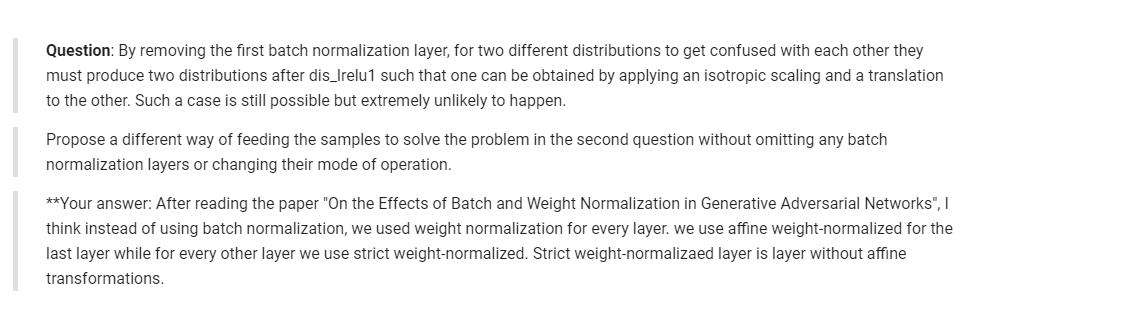 Question: By removing the first batch normalization layer, for two different distributions to get confused with each other they
must produce two distributions after dis_lrelu1 such that one can be obtained by applying an isotropic scaling and a translation
to the other. Such a case is still possible but extremely unlikely to happen.
Propose a different way of feeding the samples to solve the problem in the second question without omitting any batch
normalization layers or changing their mode of operation.
**Your answer: After reading the paper "On the Effects of Batch and Weight Normalization in Generative Adversarial Networks", I
think instead of using batch normalization, we used weight normalization for every layer. we use affine weight-normalized for the
last layer while for every other layer we use strict weight-normalized. Strict weight-normalizaed layer is layer without affine
transformations.